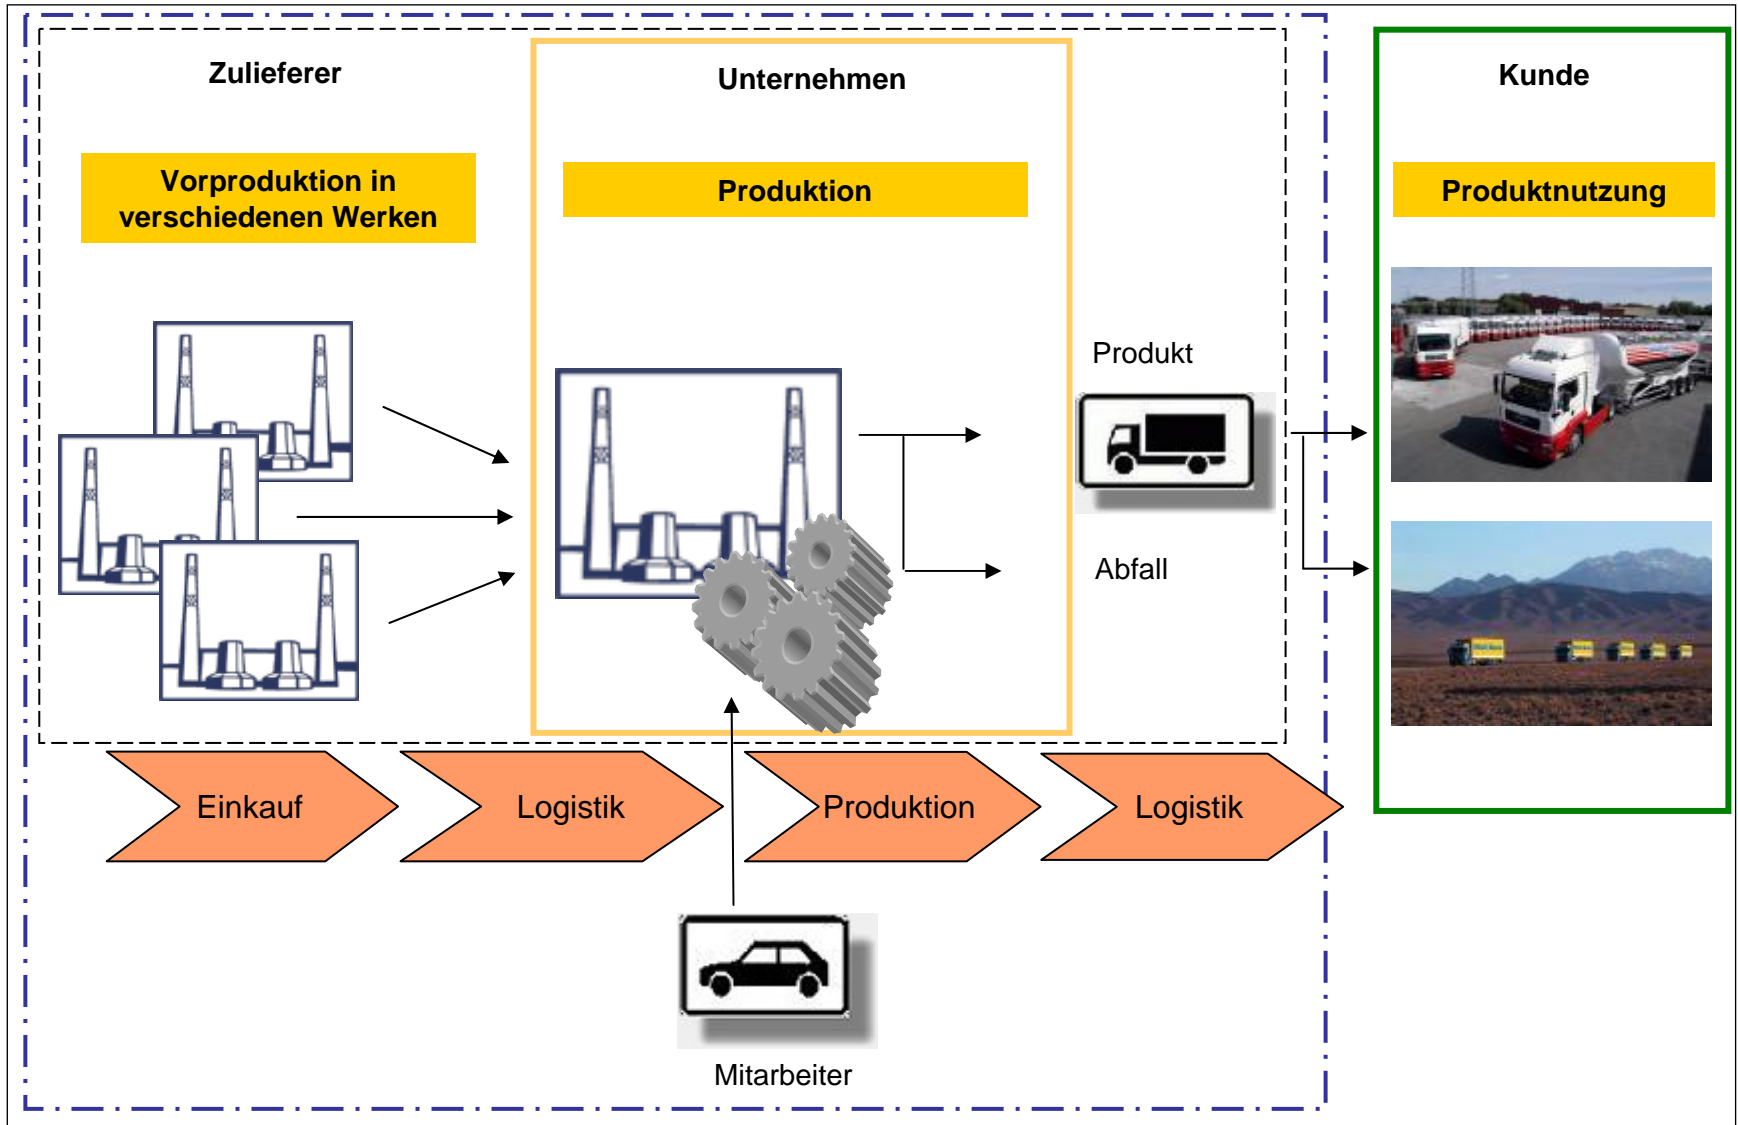 Zulieferer
Unternehmen
Kunde
Vorproduktion in
verschiedenen Werken
Produktion
Produktnutzung
Produkt
Abfall
Einkauf
Logistik
Produktion
Logistik
Mitarbeiter